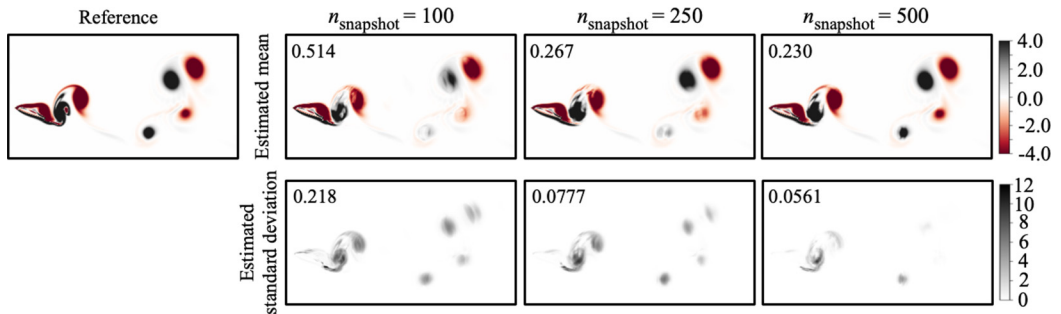 Reference
n_snapshot = 100
n_snapshot = 250
n_snapshot = 500
Estimated mean
0.514
0.267
0.230
4.0
2.0
0.0
-2.0
-4.0
Estimated
standard deviation
0.218
0.0777
0.0561
12
10
8
6
4
2
0